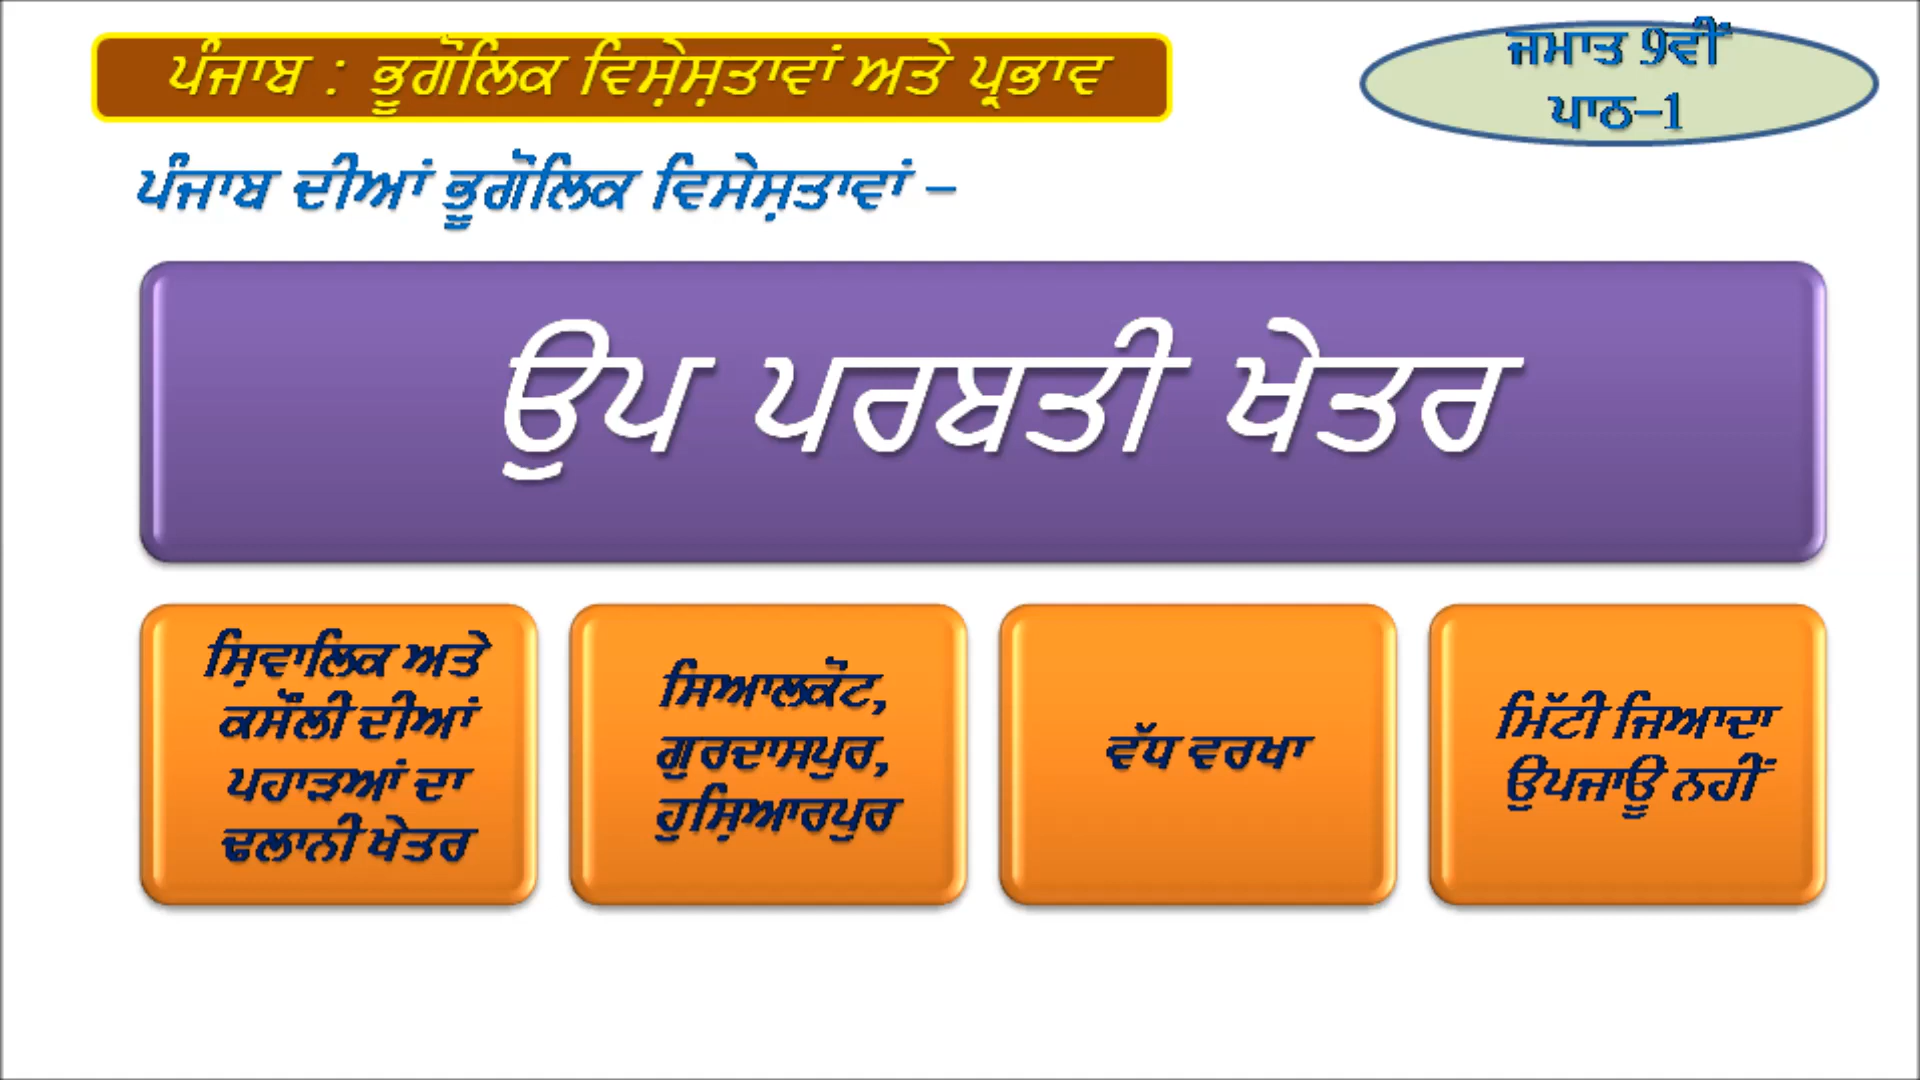 ਪੰਜਾਬ : ਭੂਗੋਲਿਕ ਵਿਸ਼ੇਸ਼ਤਾਵਾਂ ਅਤੇ ਪ੍ਰਭਾਵ
ਜਮਾਤ 9ਵੀਂ
ਪਾਠ–1
ਪੰਜਾਬ ਦੀਆਂ ਭੂਗੋਲਿਕ ਵਿਸੇਸ਼ਤਾਵਾਂ –
ਉਪ ਪਰਬਤੀ ਖੇਤਰ
ਸ਼ਿਵਾਲਿਕ ਅਤੇ
ਕਸੌਲੀ ਦੀਆਂ
ਪਹਾੜਆਂ ਦਾ
ਢਲਾਨੀ ਖੇਤਰ
ਸਿਆਲਕੋਟ,
ਗੁਰਦਾਸਪੁਰ,
ਹੁਸ਼ਿਆਰਪੁਰ
ਵੱਧ ਵਰਖਾ
ਮਿੱਟੀ ਜਿਆਦਾ
ਉਪਜਾਊ ਨਹੀਂ